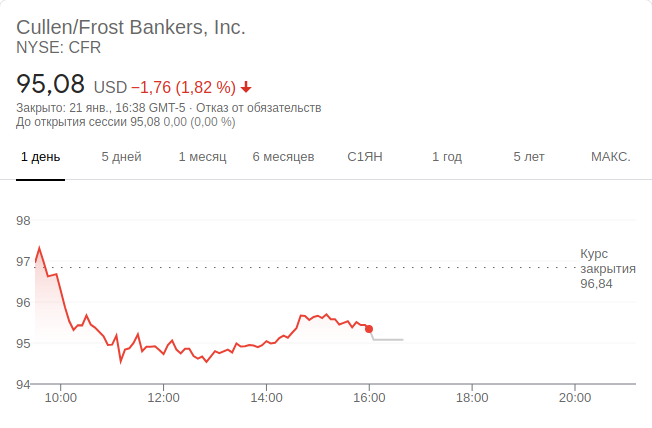 Cullen/Frost Bankers, Inc.
NYSE: CFR
95,08 USD −1,76 (1,82 %)
Закрыто: 21 янв., 16:38 GMT-5 · Отказ от обязательств
До открытия сессии 95,08 0,00 (0,00 %)
1 день 5 дней 1 месяц 6 месяцев С1ЯН 1 год 5 лет МАКС.
98
97
96
95
94
Курс
закрытия
96,84
10:00 12:00 14:00 16:00 18:00 20:00